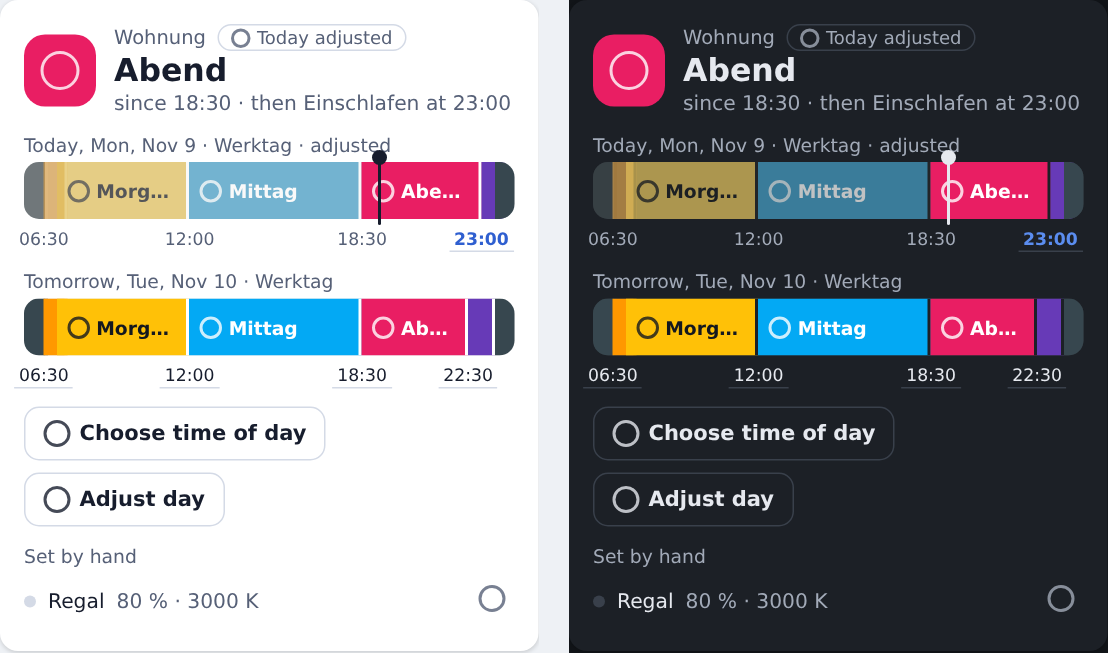 Wohnung Today adjusted
Abend
since 18:30 · then Einschlafen at 23:00
Today, Mon, Nov 9 · Werktag · adjusted
Morg… Mittag Abe…
06:30 12:00 18:30 23:00
Tomorrow, Tue, Nov 10 · Werktag
Morg… Mittag Ab…
06:30 12:00 18:30 22:30
Choose time of day
Adjust day
Set by hand
Regal 80 % · 3000 K
Wohnung Today adjusted
Abend
since 18:30 · then Einschlafen at 23:00
Today, Mon, Nov 9 · Werktag · adjusted
Morg… Mittag Abe…
06:30 12:00 18:30 23:00
Tomorrow, Tue, Nov 10 · Werktag
Morg… Mittag Ab…
06:30 12:00 18:30 22:30
Choose time of day
Adjust day
Set by hand
Regal 80 % · 3000 K